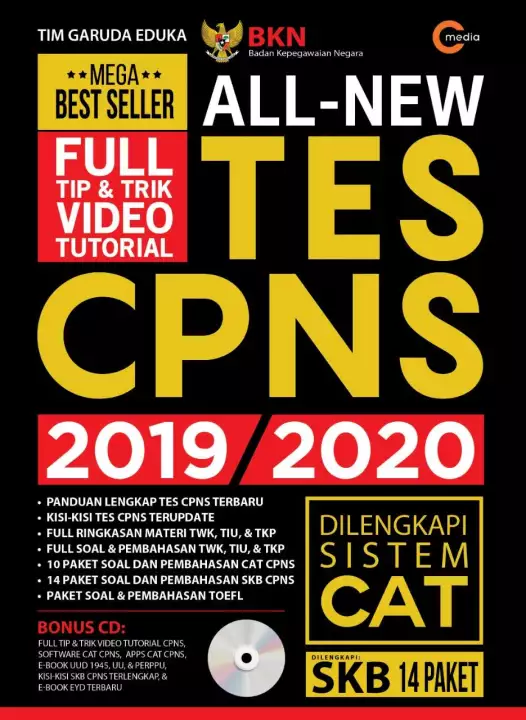 TIM GARUDA EDUKA
BKN
Badan Kepegawaian Negara
C media
MEGA
BEST SELLER
FULL
TIP & TRIK
VIDEO
TUTORIAL
ALL-NEW
TES
CPNS
2019/2020
• PANDUAN LENGKAP TES CPNS TERBARU
• KISI-KISI TES CPNS TERUPDATE
• FULL RINGKASAN MATERI TWK, TIU, & TKP
• FULL SOAL & PEMBAHASAN TWK, TIU, & TKP
• 10 PAKET SOAL DAN PEMBAHASAN CAT CPNS
• 14 PAKET SOAL DAN PEMBAHASAN SKB CPNS
• PAKET SOAL & PEMBAHASAN TOEFL
BONUS CD:
FULL TIP & TRIK VIDEO TUTORIAL CPNS,
SOFTWARE CAT CPNS, APPS CAT CPNS,
E-BOOK UUD 1945, UU, & PERPPU,
KISI-KISI SKB CPNS TERLENGKAP, &
E-BOOK EYD TERBARU
DILENGKAPI
SISTEM
CAT
DILENGKAPI:
SKB 14 PAKET